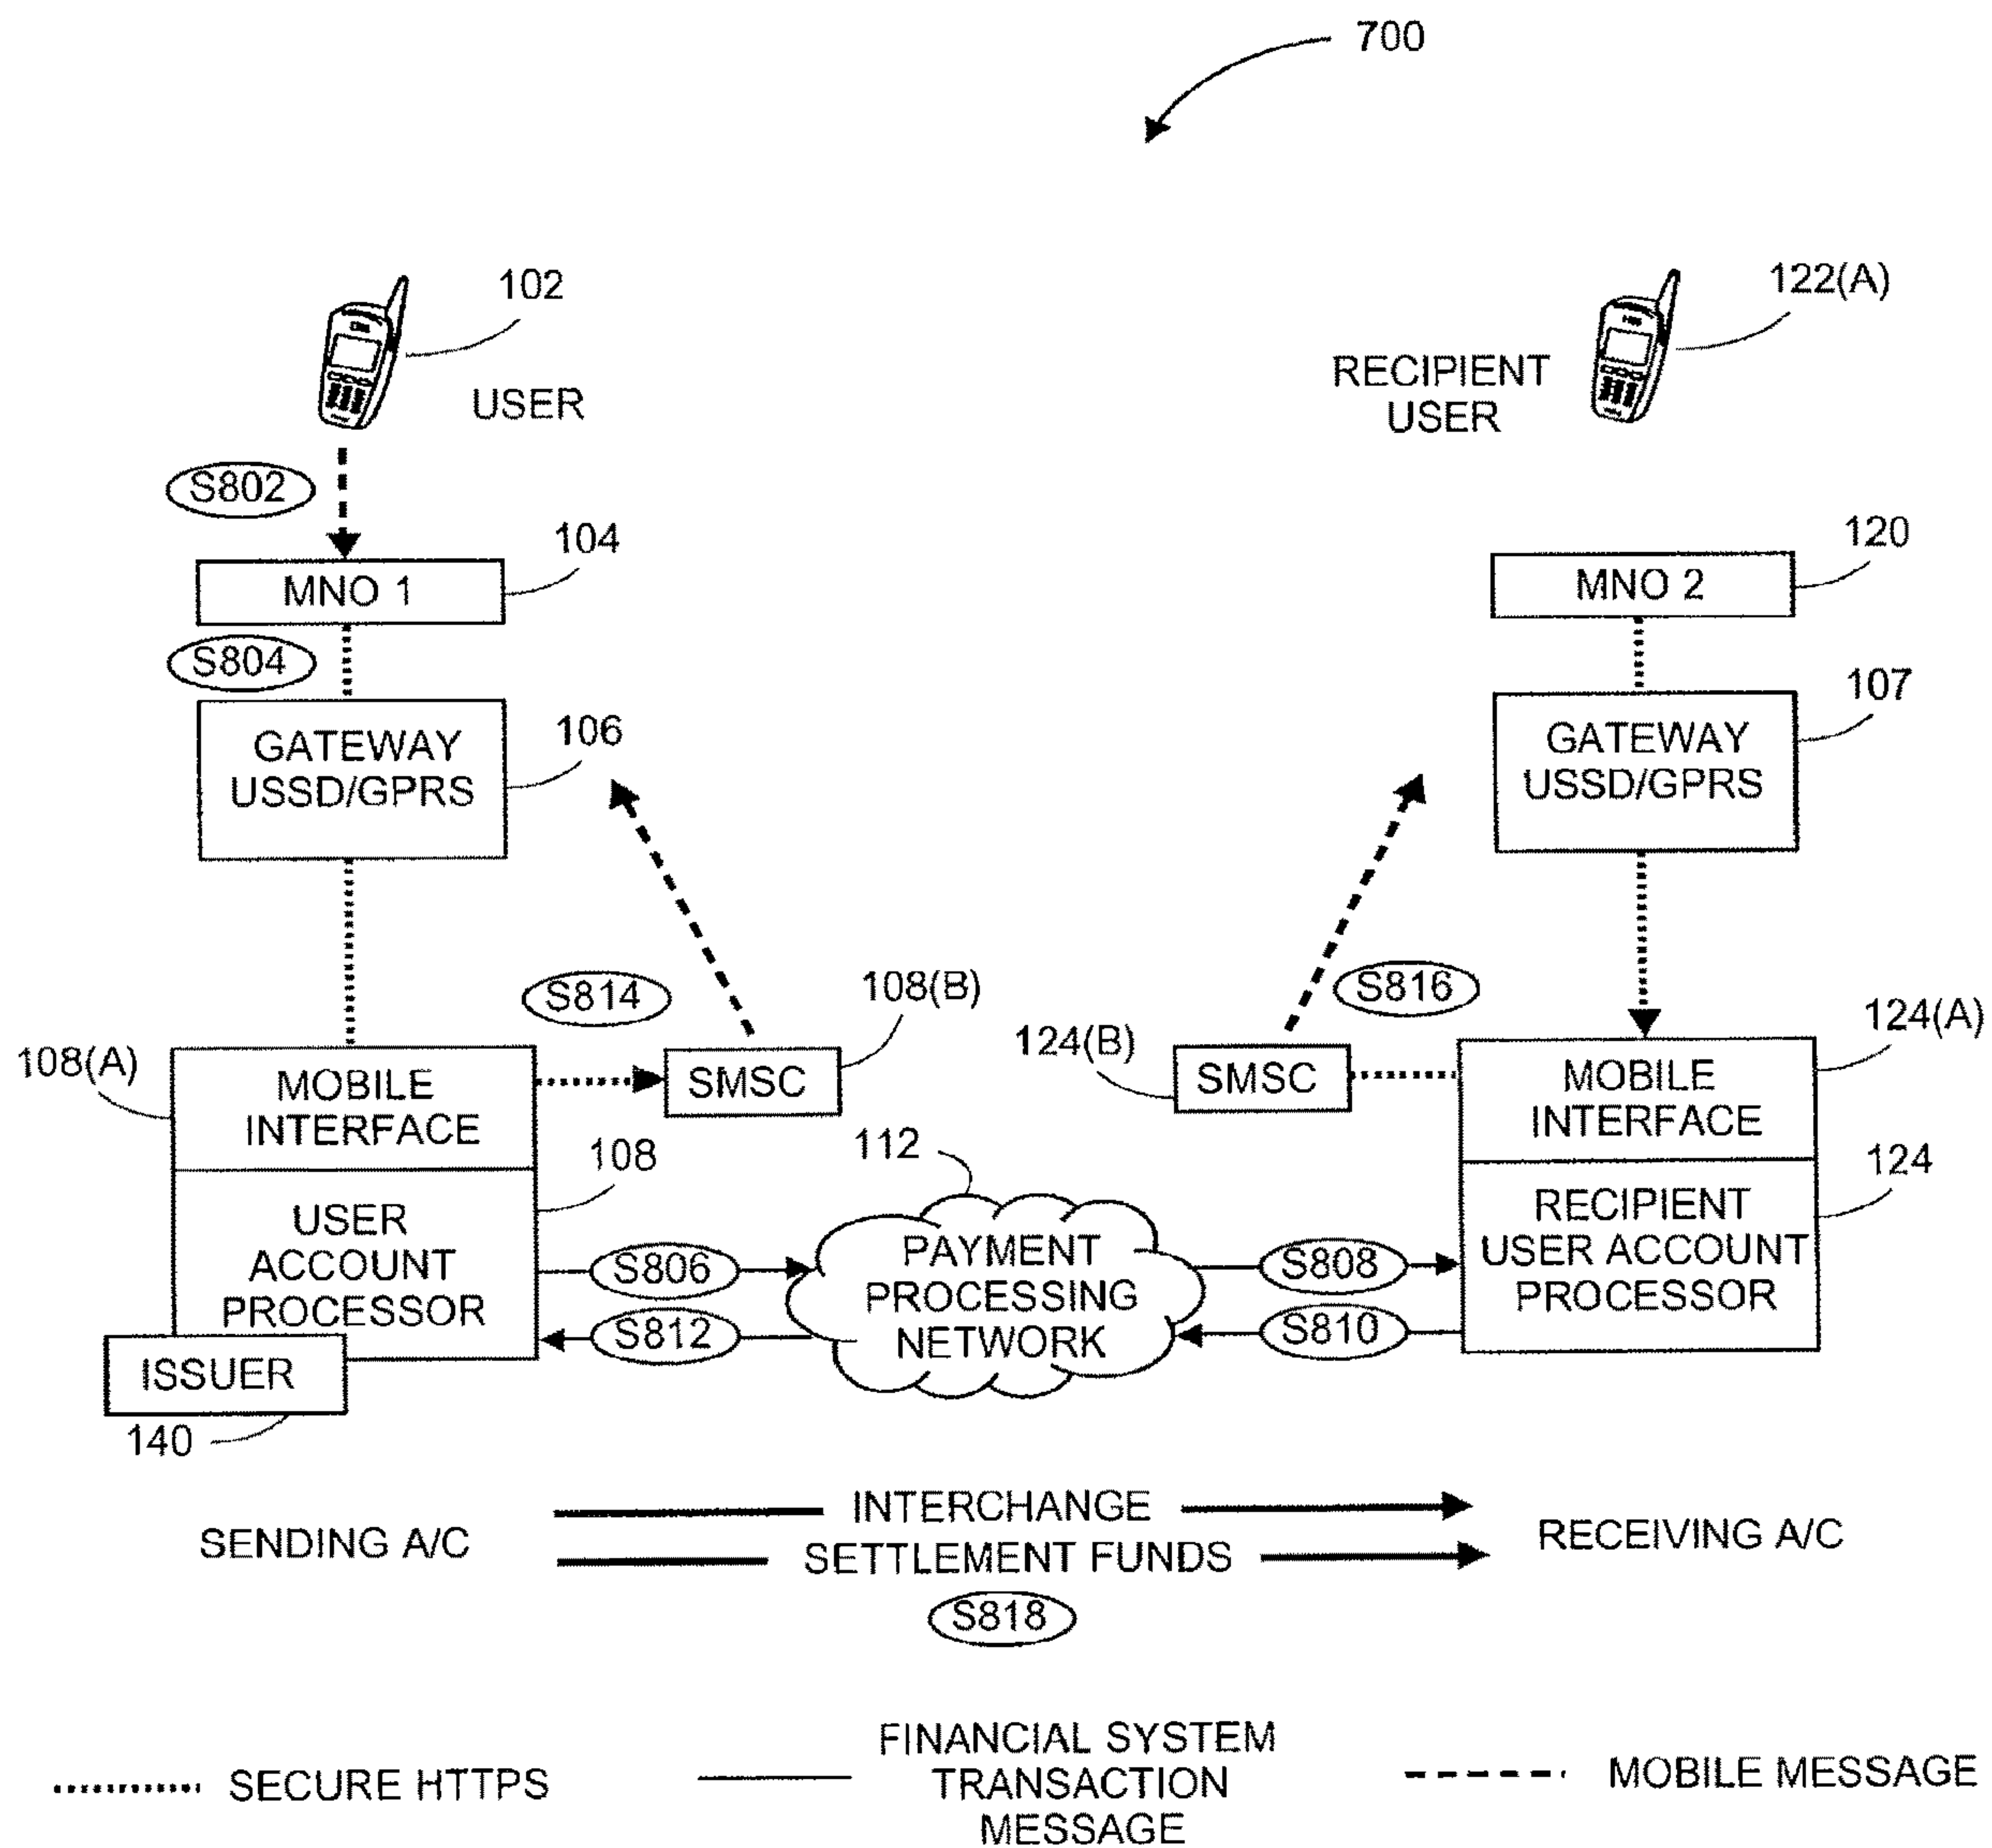 700
102
122(A)
USER
RECIPIENT
USER
S802
104
120
MNO 1
MNO 2
S804
106
107
GATEWAY
USSD/GPRS
GATEWAY
USSD/GPRS
S814
108(B)
S816
124(A)
108(A)
124(B)
MOBILE
INTERFACE
SMSC
SMSC
MOBILE
INTERFACE
108
112
124
USER
ACCOUNT
PROCESSOR
S806
S812
PAYMENT
PROCESSING
NETWORK
S808
S810
RECIPIENT
USER ACCOUNT
PROCESSOR
ISSUER
140
SENDING A/C
INTERCHANGE
SETTLEMENT FUNDS
RECEIVING A/C
S818
SECURE HTTPS
FINANCIAL SYSTEM
TRANSACTION
MESSAGE
MOBILE MESSAGE